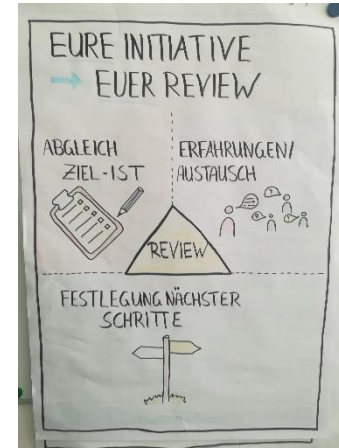 EURE INITIATIVE
→ EUER REVIEW
ABGLEICH
ZIEL-IST
ERFAHRUNGEN/
AUSTAUSCH
REVIEW
FESTLEGUNG NÄCHSTER
SCHRITTE